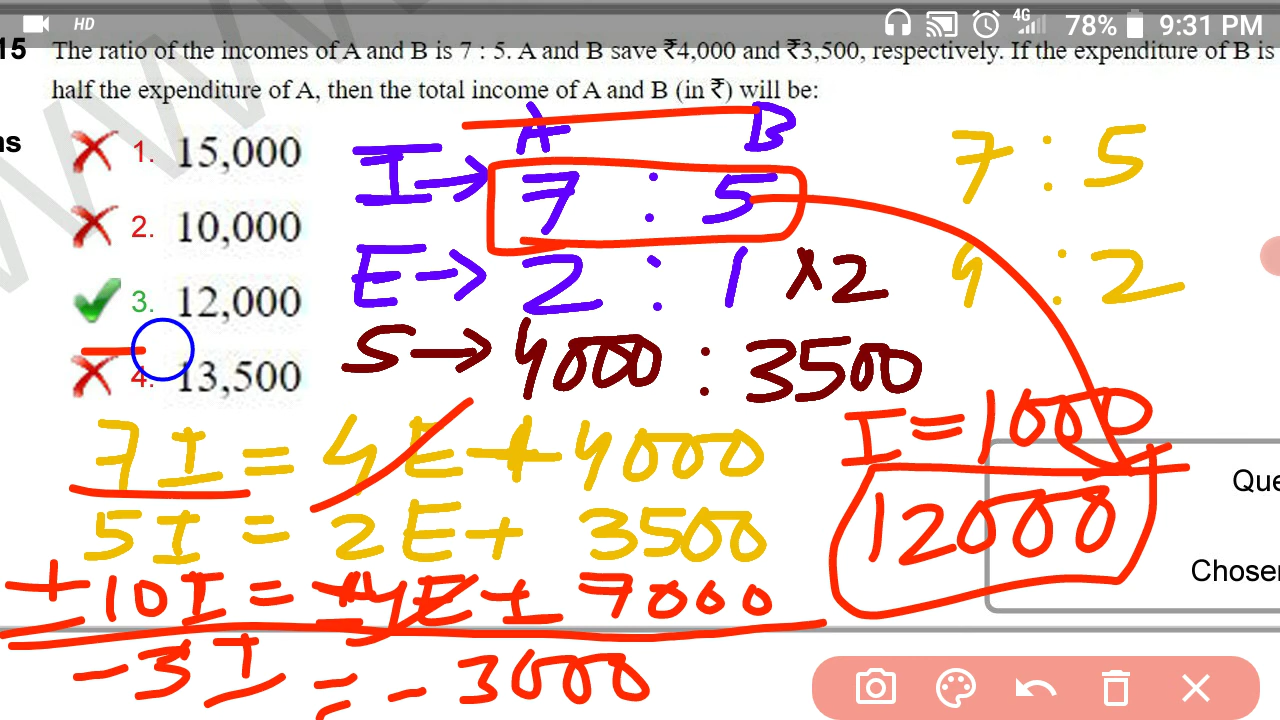 HD 4G 78% 9:31 PM
15 The ratio of the incomes of A and B is 7 : 5. A and B save ₹4,000 and ₹3,500, respectively. If the expenditure of B is
half the expenditure of A, then the total income of A and B (in ₹) will be:
ns
1. 15,000
2. 10,000
3. 12,000
4. 13,500
A B
I→ 7 : 5
E→ 2 : 1 ×2
S→ 4000 : 3500
7 : 5
4 : 2
7I = 4E+4000
5I = 2E+ 3500
10I = 4E+ 7000
-3I = -3000
I=1000
12000
Que
Chosen